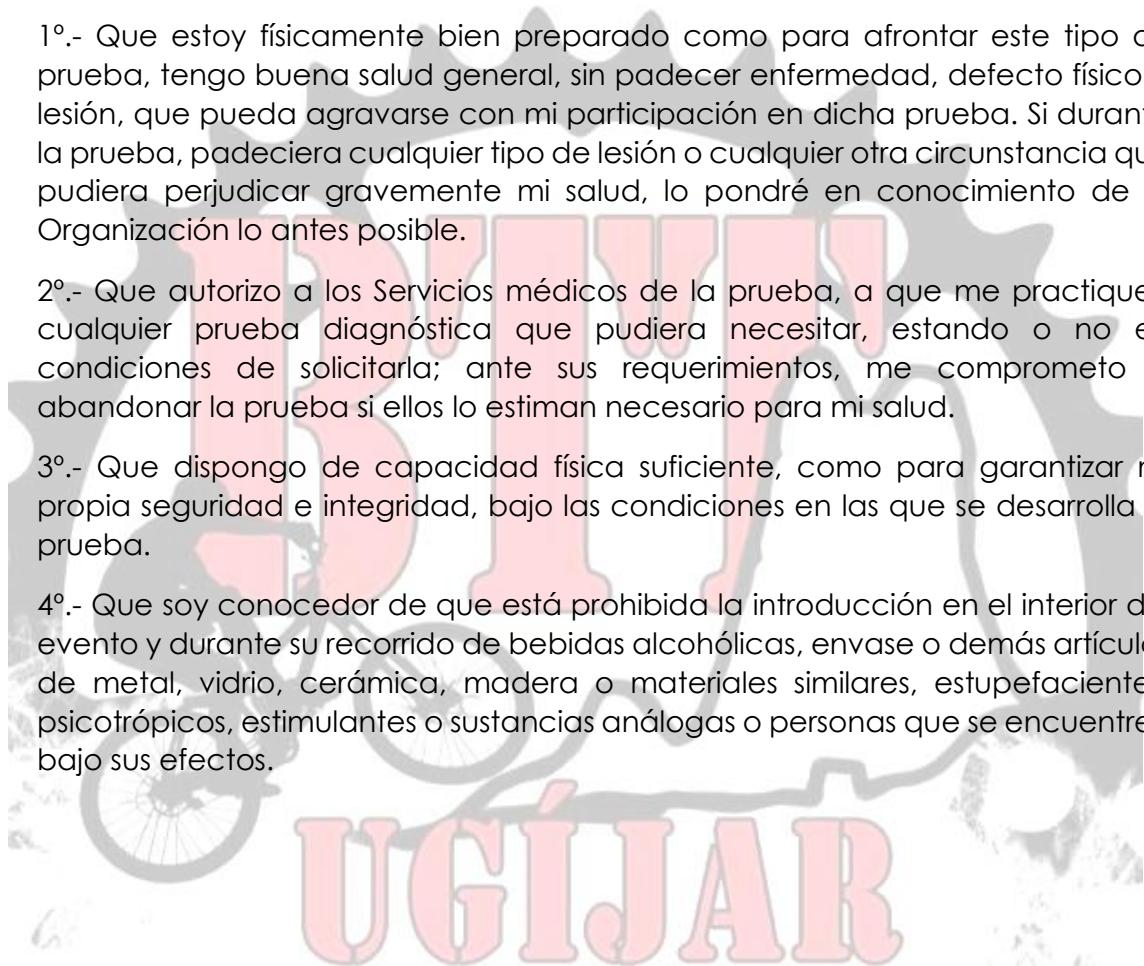 1º.- Que estoy físicamente bien preparado como para afrontar este tipo
prueba, tengo buena salud general, sin padecer enfermedad, defecto físico
lesión, que pueda agravarse con mi participación en dicha prueba. Si
la prueba, padeciera cualquier tipo de lesión o cualquier otra circunstancia
pudiera perjudicar gravemente mi salud, lo pondré en conocimiento de
Organización lo antes posible.
2º.- Que autorizo a los Servicios médicos de la prueba, a que me
cualquier prueba diagnóstica que pudiera necesitar, estando o no
condiciones de solicitarla; ante sus requerimientos, me comprometo
abandonar la prueba si ellos lo estiman necesario para mi salud.
3º.- Que dispongo de capacidad física suficiente, como para garantizar
propia seguridad e integridad, bajo las condiciones en las que se desarrolla
prueba.
4º.- Que soy conocedor de que está prohibida la introducción en el interior
evento y durante su recorrido de bebidas alcohólicas, envase o demás
de metal, vidrio, cerámica, madera o materiales similares,
psicotrópicos, estimulantes o sustancias análogas o personas que se
bajo sus efectos.
BTT
UGÍJAR